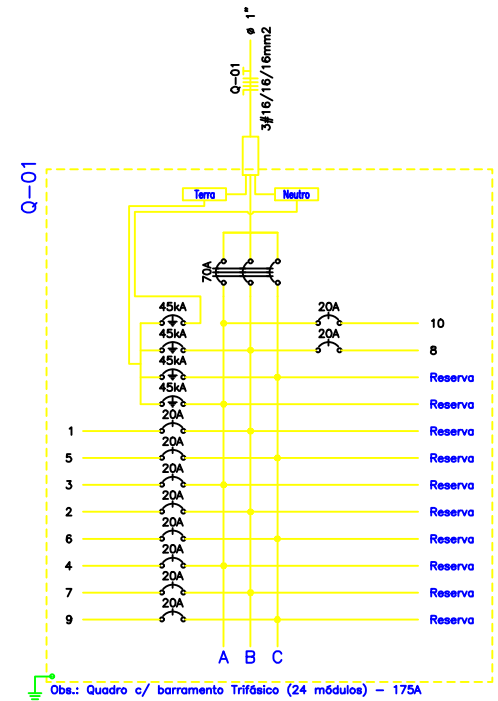 ø 1"
Q-01
3#16/16/16mm2
Q-01
Terra
Neutro
70A
45kA
20A
10
45kA
20A
8
45kA
Reserva
45kA
Reserva
20A
1
Reserva
20A
5
Reserva
20A
3
Reserva
20A
2
Reserva
20A
6
Reserva
20A
4
Reserva
20A
7
Reserva
20A
9
Reserva
A B C
Obs.: Quadro c/ barramento Trifásico (24 módulos) – 175A